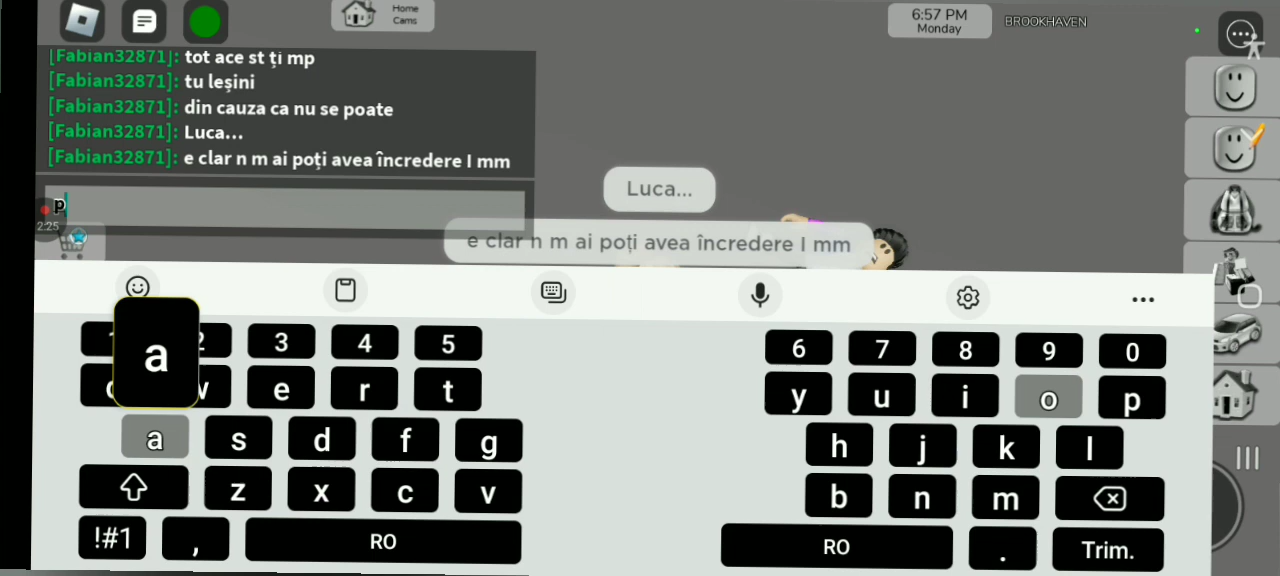 Home
Cams
6:57 PM
Monday
BROOKHAVEN
[Fabian32871]: tot ace st ți mp
[Fabian32871]: tu leșini
[Fabian32871]: din cauza ca nu se poate
[Fabian32871]: Luca...
[Fabian32871]: e clar n m ai poți avea încredere I mm
p
2:25
Luca...
e clar n m ai poți avea încredere I mm
a
1 2 3 4 5 6 7 8 9 0
q w e r t y u i o p
a s d f g h j k l
z x c v b n m
!#1 , RO RO . Trim.